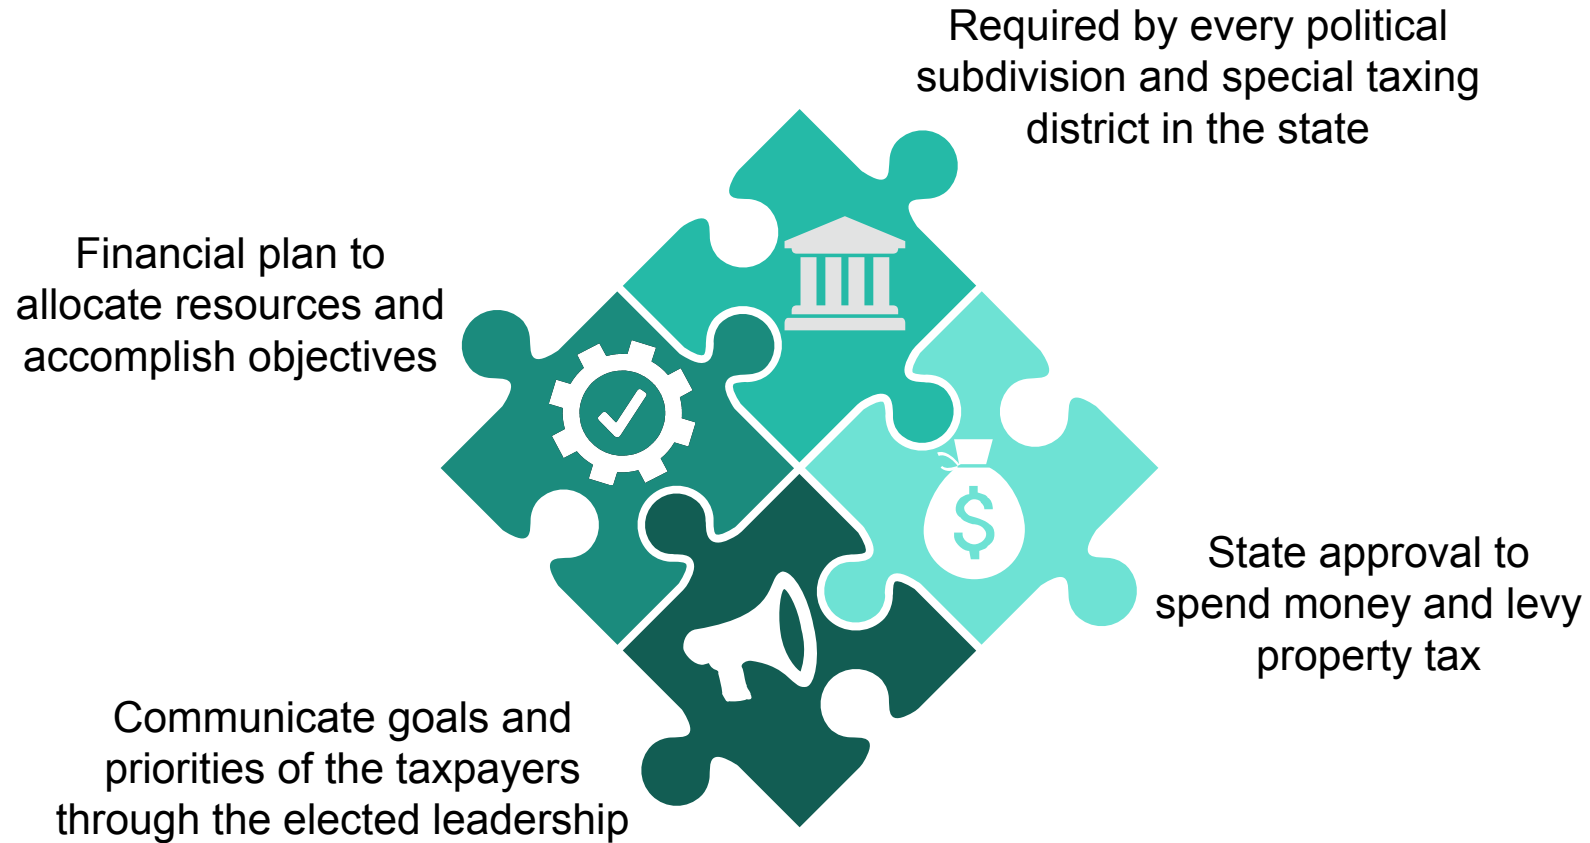 Required by every political
subdivision and special taxing
district in the state
Financial plan to
allocate resources and
accomplish objectives
$
State approval to
spend money and levy
property tax
Communicate goals and
priorities of the taxpayers
through the elected leadership